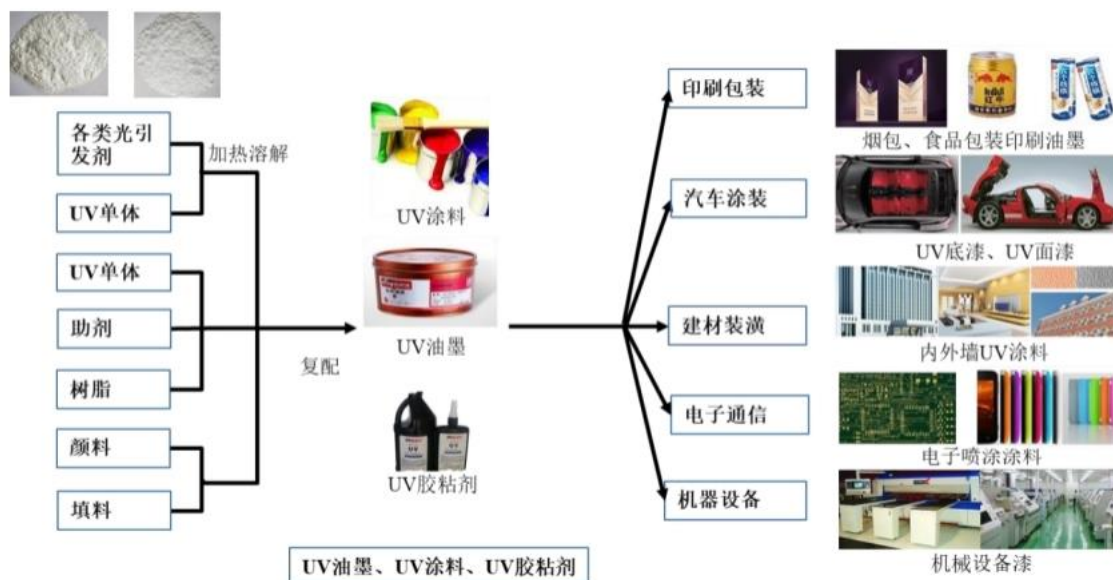 各类光引
发剂
加热溶解
UV单体
UV单体
助剂
树脂
颜料
填料
复配
UV涂料
UV油墨
UV胶粘剂
印刷包装
汽车涂装
建材装潢
电子通信
机器设备
红牛
烟包、食品包装印刷油墨
UV底漆、UV面漆
内外墙UV涂料
电子喷涂涂料
机械设备漆
UV油墨、UV涂料、UV胶粘剂